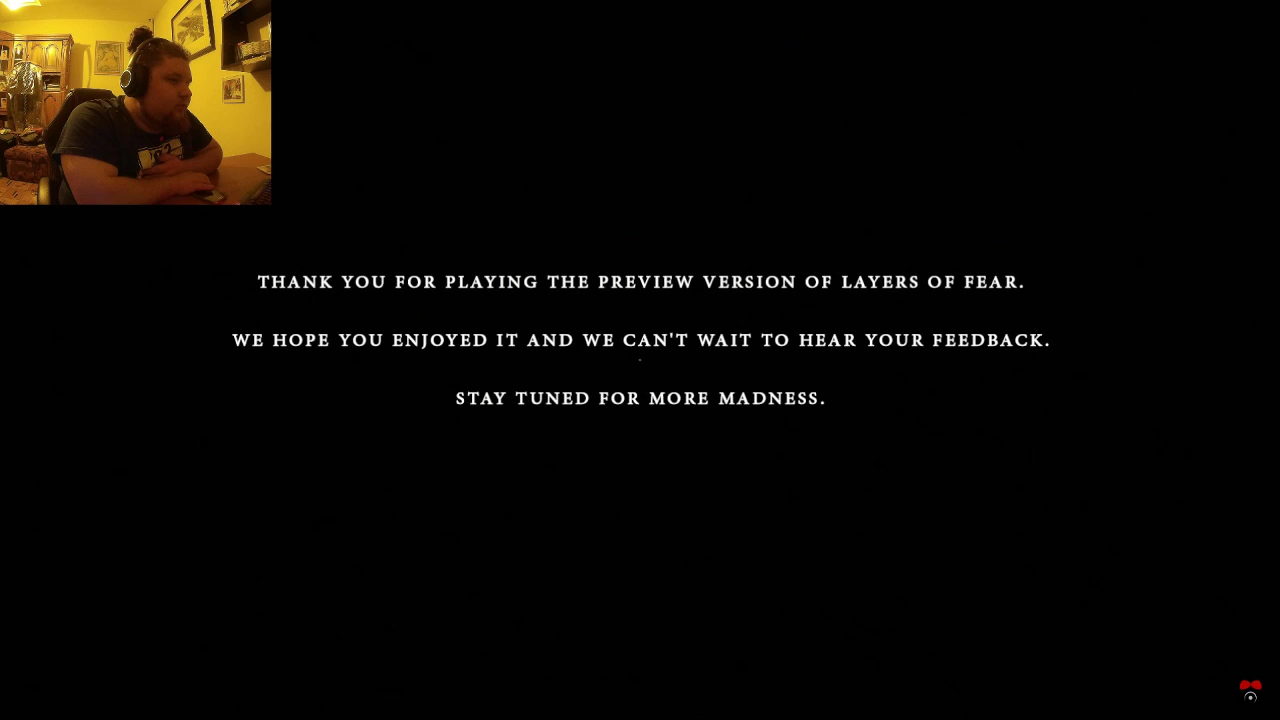 THANK YOU FOR PLAYING THE PREVIEW VERSION OF LAYERS OF FEAR.
WE HOPE YOU ENJOYED IT AND WE CAN'T WAIT TO HEAR YOUR FEEDBACK.
STAY TUNED FOR MORE MADNESS.